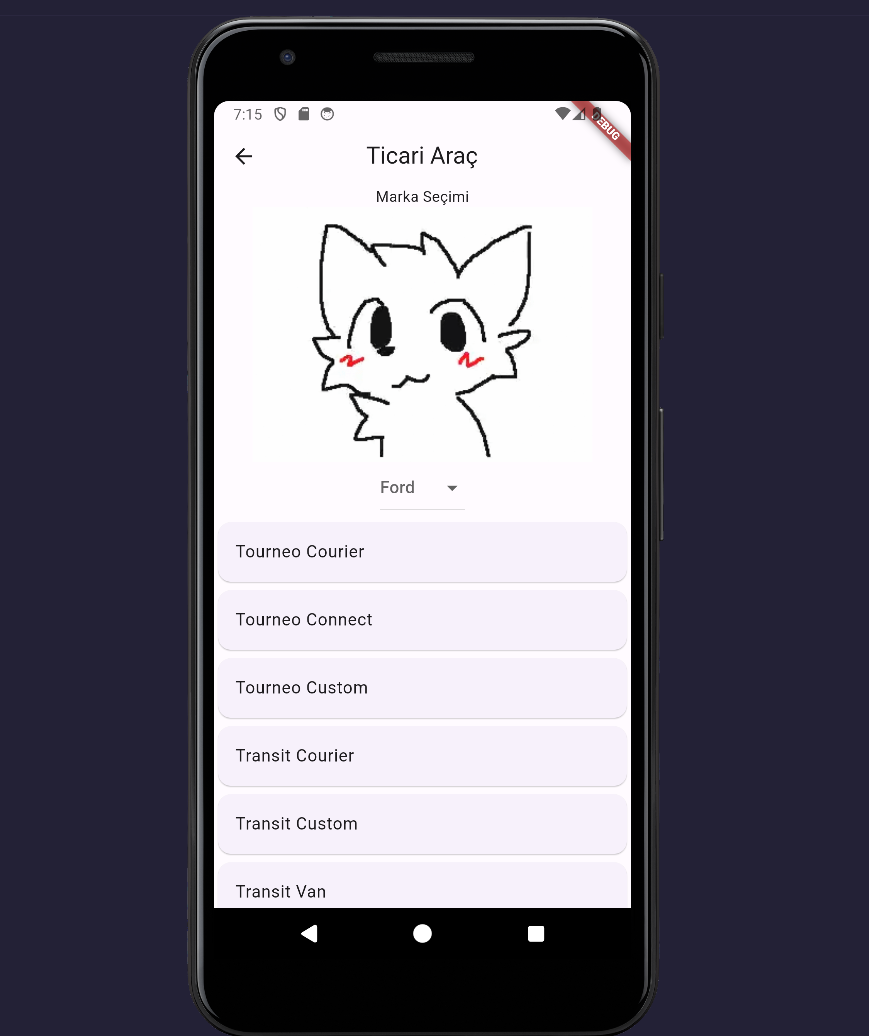 7:15
DEBUG
Ticari Araç
Marka Seçimi
Ford
Tourneo Courier
Tourneo Connect
Tourneo Custom
Transit Courier
Transit Custom
Transit Van